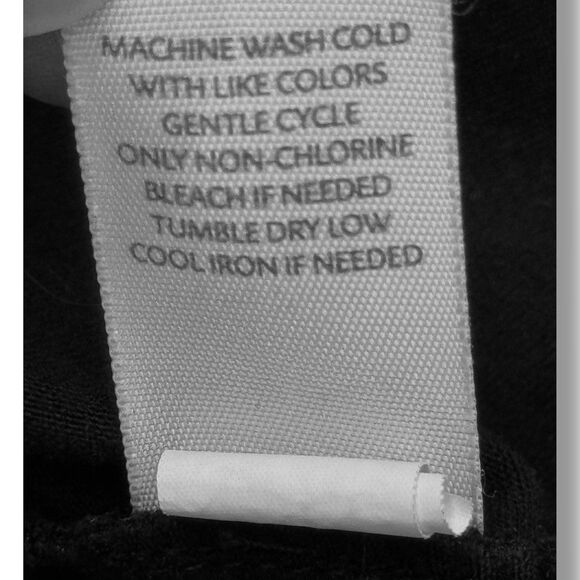 MACHINE WASH COLD
WITH LIKE COLORS
GENTLE CYCLE
ONLY NON-CHLORINE
BLEACH IF NEEDED
TUMBLE DRY LOW
COOL IRON IF NEEDED